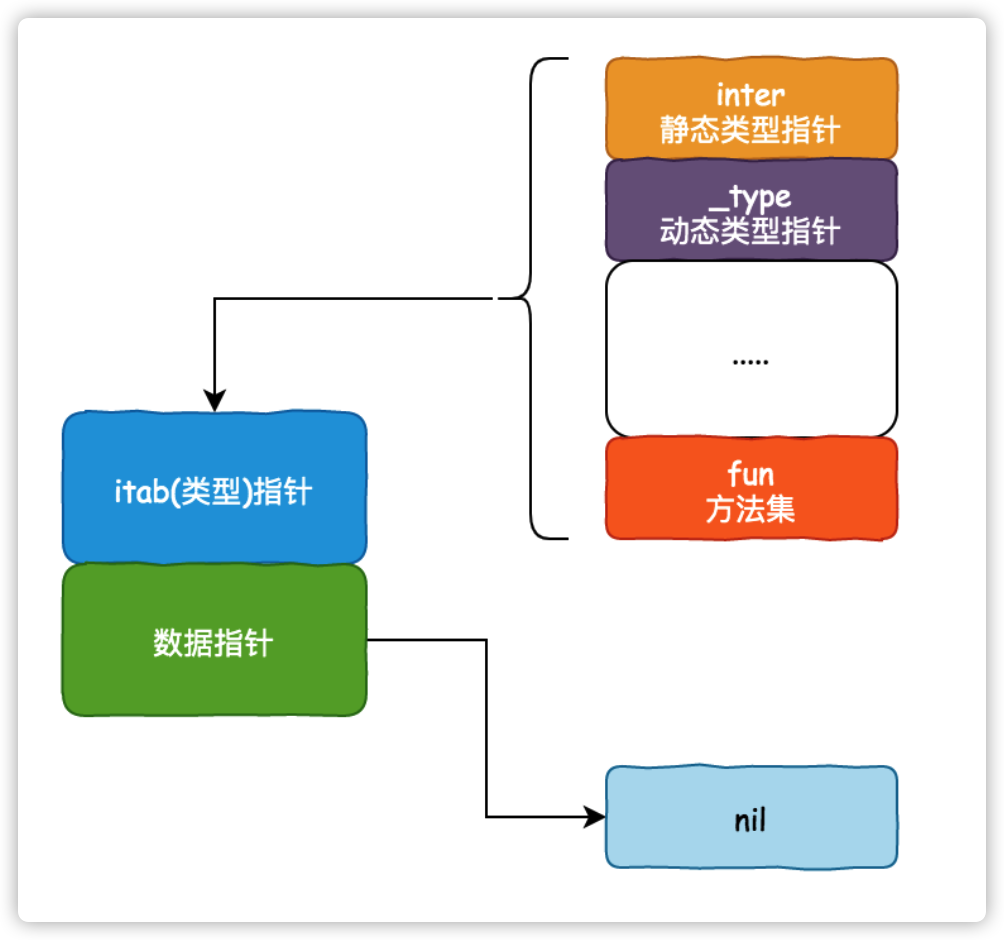 inter
静态类型指针
_type
动态类型指针
.....
fun
方法集
itab(类型)指针
数据指针
nil